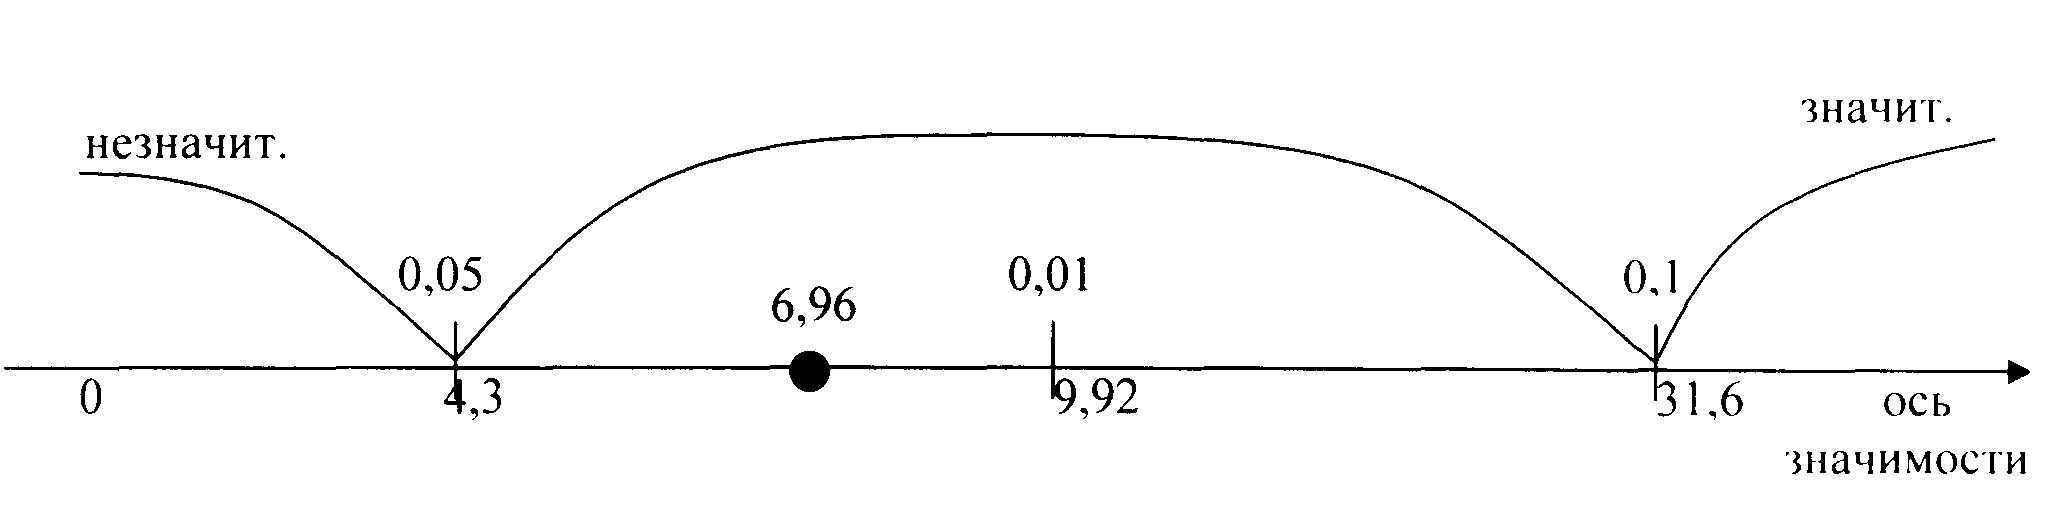 значит.
незначит.
0,05
0,01
0,1
6,96
0
4,3
9,92
31,6
ось
значимости